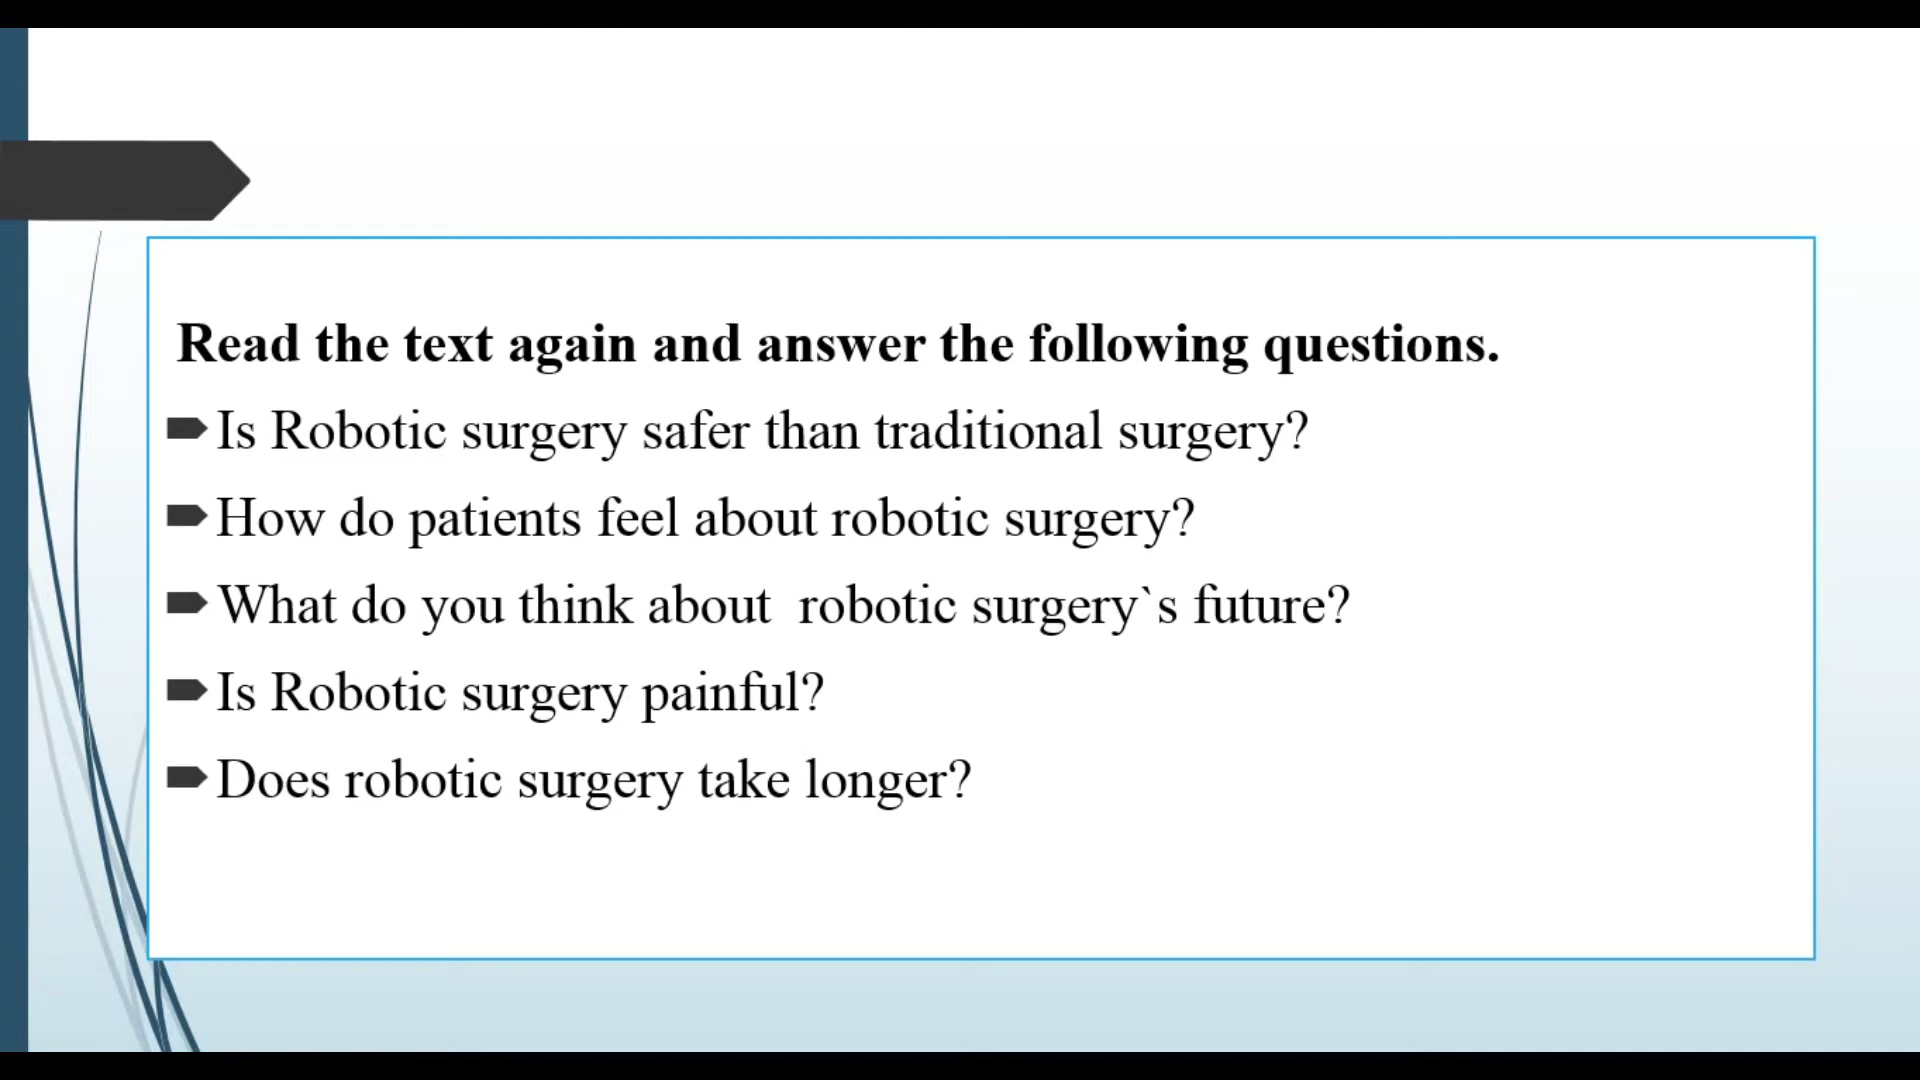 Read the text again and answer the following questions.
Is Robotic surgery safer than traditional surgery?
How do patients feel about robotic surgery?
What do you think about  robotic surgery`s future?
Is Robotic surgery painful?
Does robotic surgery take longer?